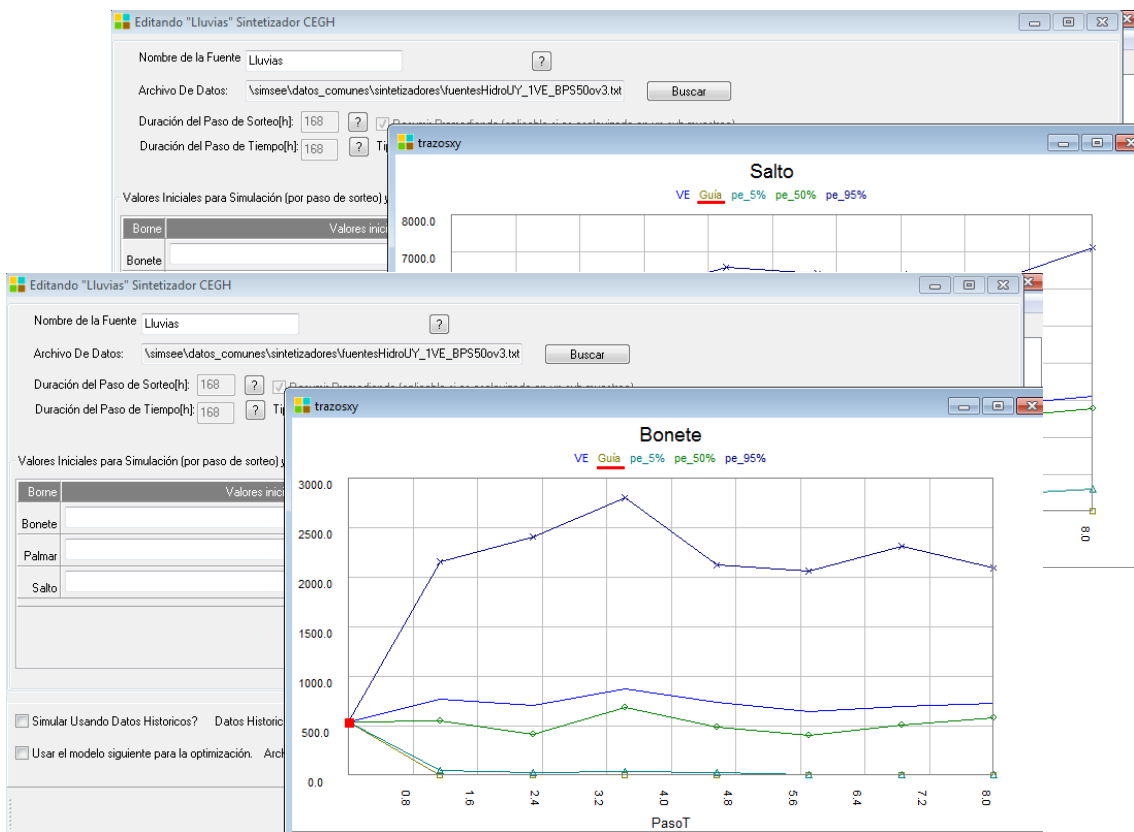 Editando "Lluvias" Sintetizador CEGH
Nombre de la Fuente Lluvias ?
Archivo De Datos: \simsee\datos_comunes\sintetizadores\fuentesHidroUY_1VE_BPS50ov3.txt Buscar
Duración del Paso de Sorteo[h]: 168 ?
Duración del Paso de Tiempo[h]: 168 ?
Valores Iniciales para Simulación (por paso de sorteo) y
Borne Valores inici
Bonete
trazosxy
Salto
VE Guía pe_5% pe_50% pe_95%
8000.0
7000.0
8.0
Editando "Lluvias" Sintetizador CEGH
Nombre de la Fuente Lluvias ?
Archivo De Datos: \simsee\datos_comunes\sintetizadores\fuentesHidroUY_1VE_BPS50ov3.txt Buscar
Duración del Paso de Sorteo[h]: 168 ?
Duración del Paso de Tiempo[h]: 168 ?
Valores Iniciales para Simulación (por paso de sorteo) y
Borne Valores inici
Bonete
Palmar
Salto
Simular Usando Datos Historicos? Datos Historic
Usar el modelo siguiente para la optimización. Arch
trazosxy
Bonete
VE Guía pe_5% pe_50% pe_95%
3000.0
2500.0
2000.0
1500.0
1000.0
500.0
0.0
0.8 1.6 2.4 3.2 4.0 4.8 5.6 6.4 7.2 8.0
PasoT